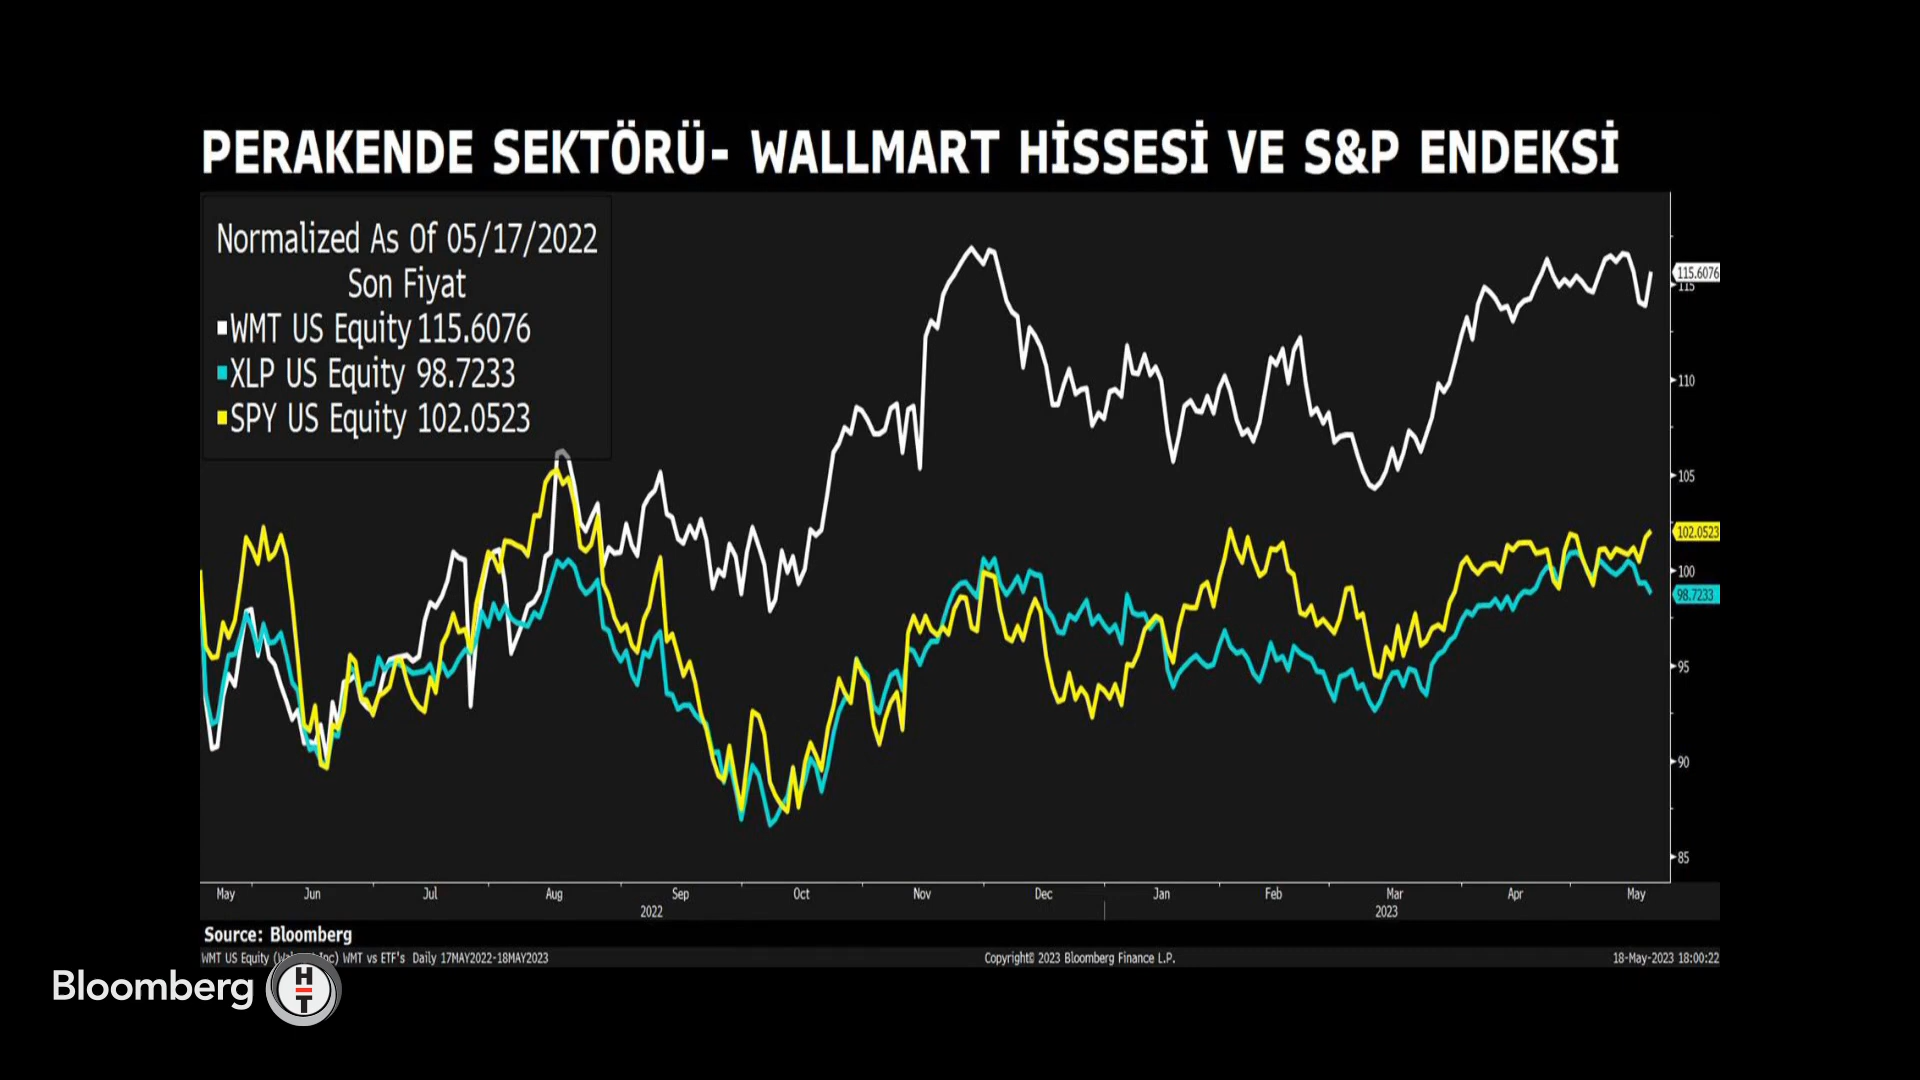 PERAKENDE SEKTÖRÜ- WALLMART HİSSESİ VE S&P ENDEKSİ
Normalized As Of 05/17/2022
Son Fiyat
WMT US Equity 115.6076
XLP US Equity 98.7233
SPY US Equity 102.0523
115.6076
115
110
105
102.0523
100
98.7233
95
90
85
May Jun Jul Aug Sep Oct Nov Dec Jan Feb Mar Apr May
2022 2023
Source: Bloomberg
WMT US Equity Inc) WMT vs ETF's Daily 17MAY2022-18MAY2023 Copyright© 2023 Bloomberg Finance L.P. 18-May-2023 18:00:22
Bloomberg HT